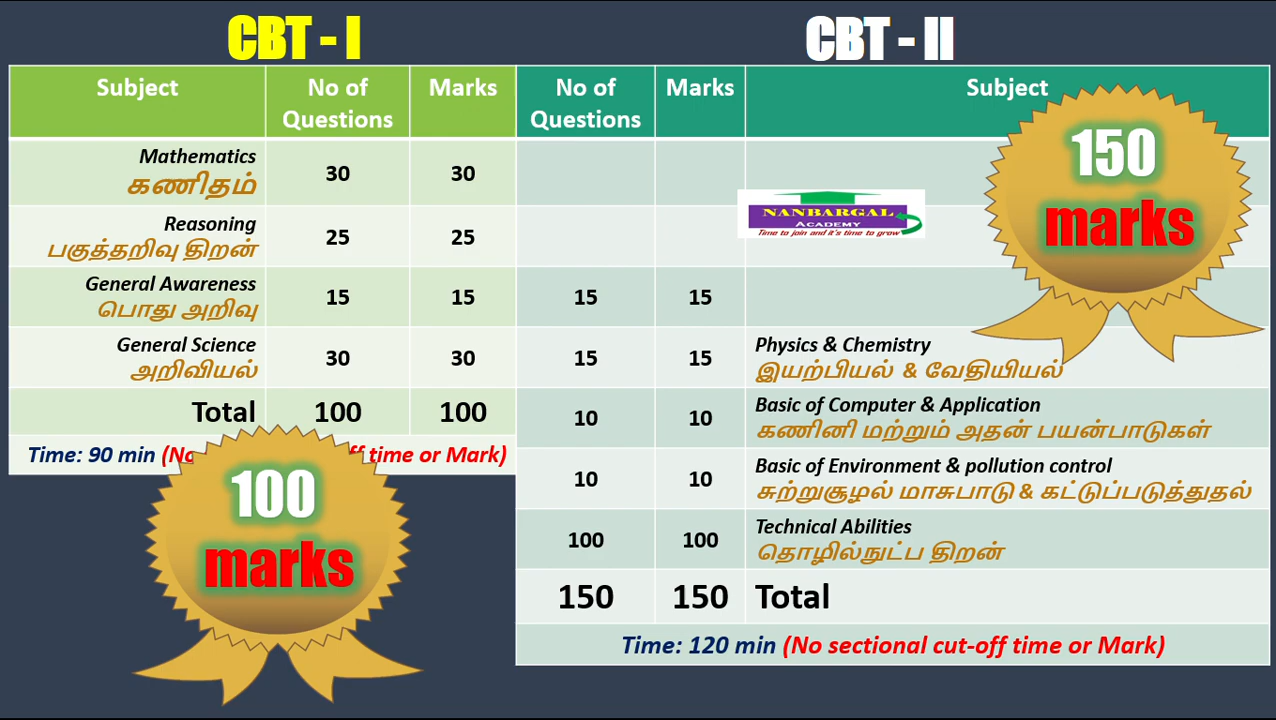 CBT - I
Subject No of Questions Marks
Mathematics
கணிதம் 30 30
Reasoning
பகுத்தறிவு திறன் 25 25
General Awareness
பொது அறிவு 15 15
General Science
அறிவியல் 30 30
Total 100 100
Time: 90 min (No off time or Mark)
100
marks
CBT - II
No of Questions Marks Subject
15 15
15 15 Physics & Chemistry
இயற்பியல் & வேதியியல்
10 10 Basic of Computer & Application
கணினி மற்றும் அதன் பயன்பாடுகள்
10 10 Basic of Environment & pollution control
சுற்றுசூழல் மாசுபாடு & கட்டுப்படுத்துதல்
100 100 Technical Abilities
தொழில்நுட்ப திறன்
150 150 Total
Time: 120 min (No sectional cut-off time or Mark)
150
marks
NANBARGAL
ACADEMY
Time to join and it's time to grow